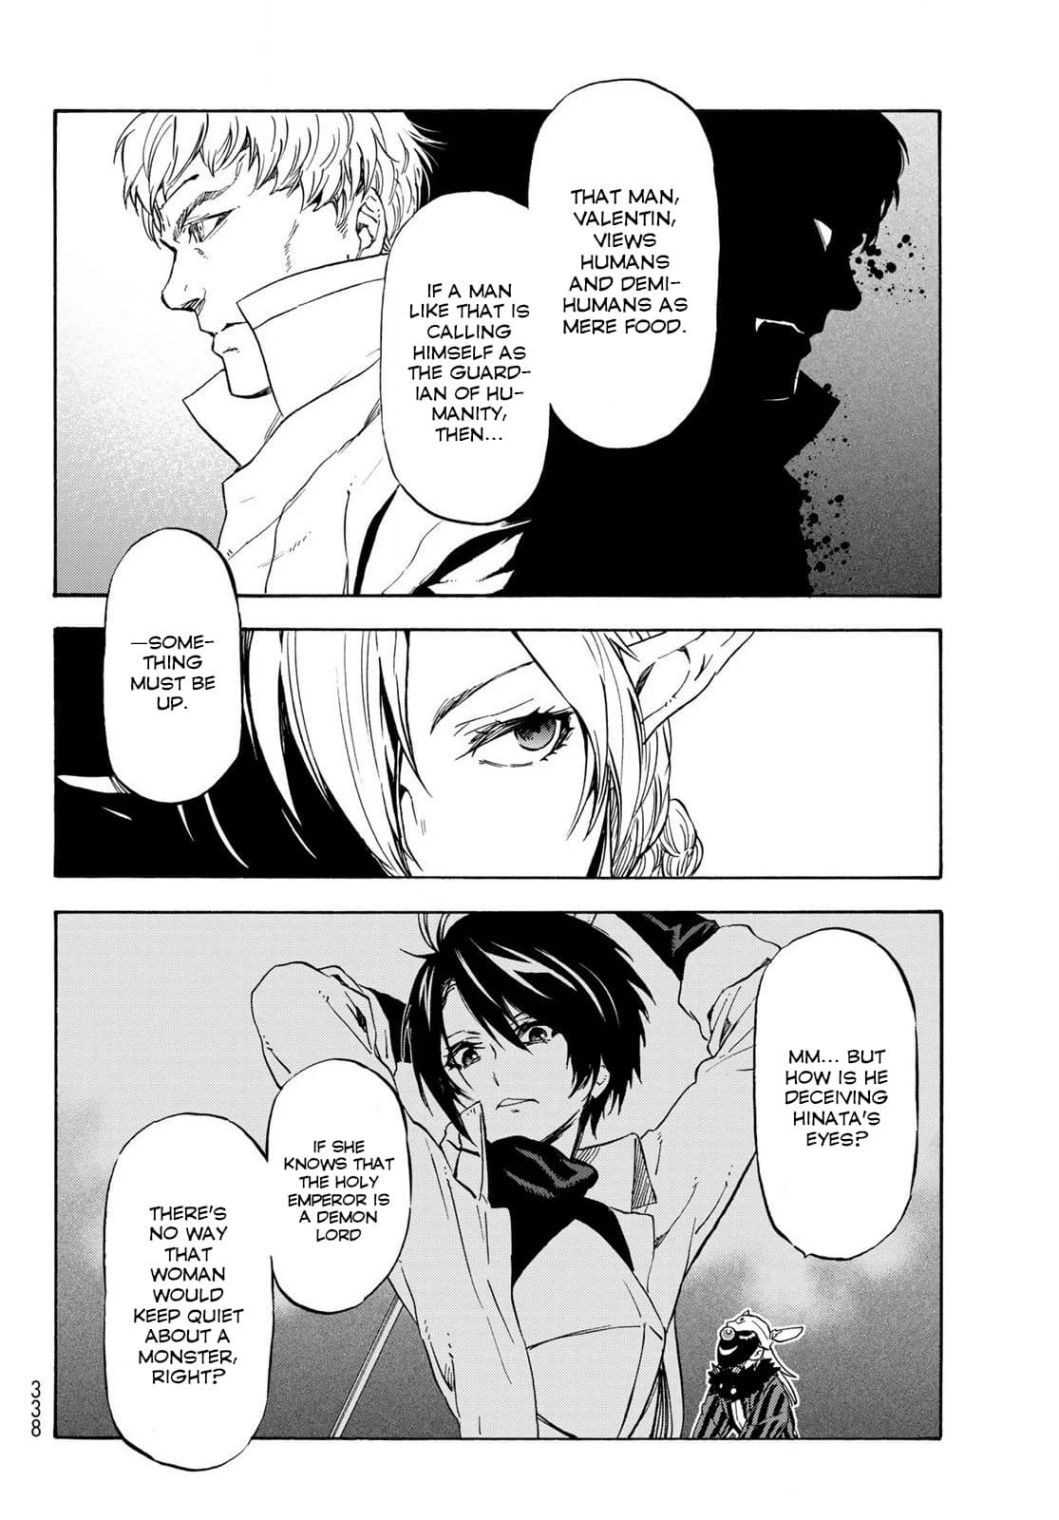 THAT MAN,
VALENTIN,
VIEWS
HUMANS
AND DEMI-
HUMANS AS
MERE FOOD.
IF A MAN
LIKE THAT IS
CALLING
HIMSELF AS
THE GUARD-
IAN OF HU-
MANITY,
THEN...
—SOME-
THING
MUST BE
UP.
MM... BUT
HOW IS HE
DECEIVING
HINATA'S
EYES?
IF SHE
KNOWS THAT
THE HOLY
EMPEROR IS
A DEMON
LORD
THERE'S
NO WAY
THAT
WOMAN
WOULD
KEEP QUIET
ABOUT A
MONSTER,
RIGHT?
338